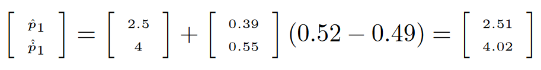 [ p̂₁ ] = [ 2.5 ] + [ 0.39 ] (0.52 − 0.49) = [ 2.51 ]
[ p̂̇₁ ] [ 4 ] [ 0.55 ] [ 4.02 ]